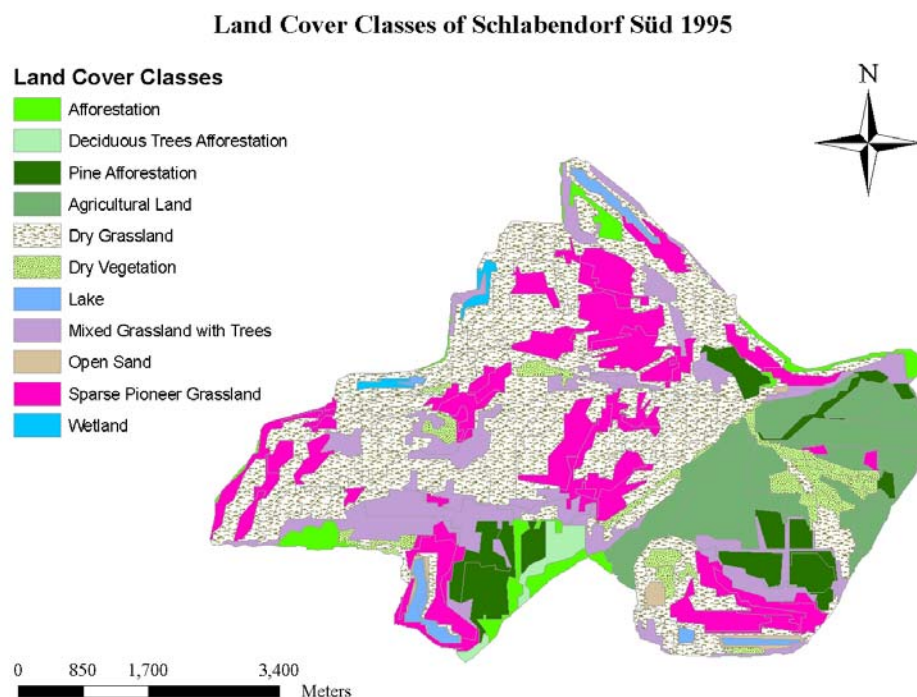 Land Cover Classes of Schlabendorf Süd 1995
Land Cover Classes
Afforestation
Deciduous Trees Afforestation
Pine Afforestation
Agricultural Land
Dry Grassland
Dry Vegetation
Lake
Mixed Grassland with Trees
Open Sand
Sparse Pioneer Grassland
Wetland
N
0 850 1,700 3,400
Meters